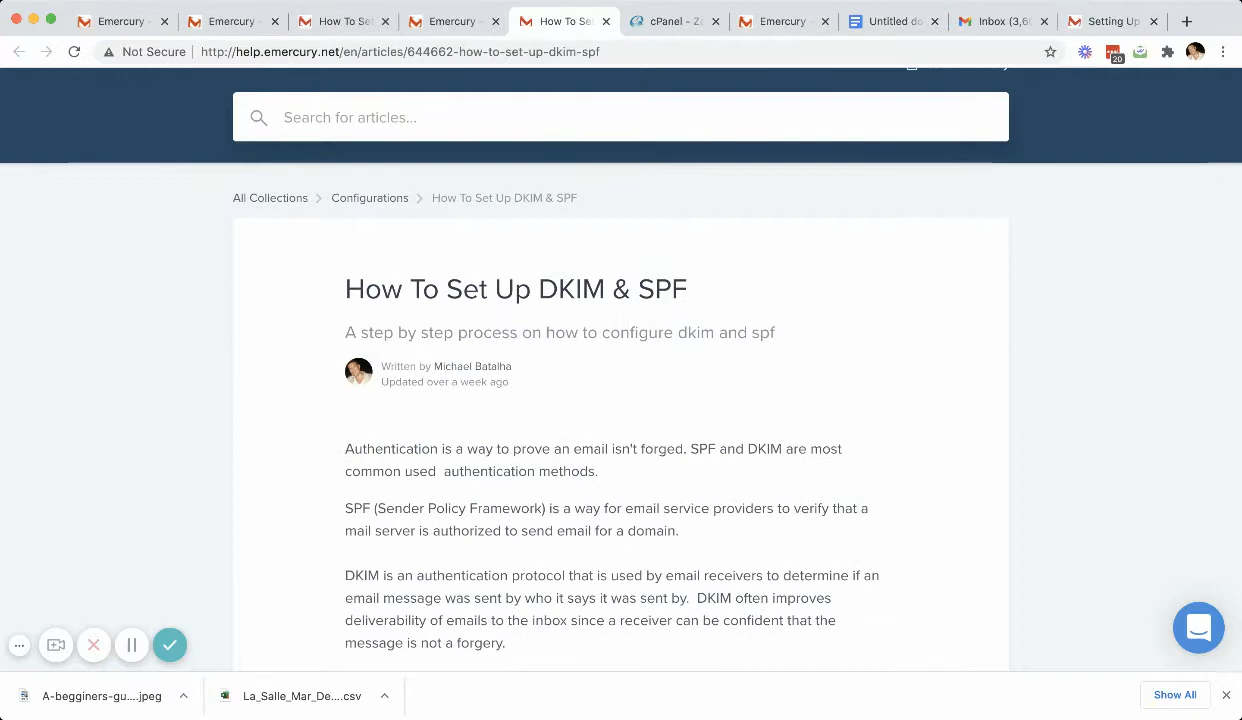 Emercury
Emercury -
How To Set
Emercury
How To Set
cPanel - Zo
Emercury
Untitled do
Inbox (3,6
Setting Up
Not Secure
http://help.emercury.net/en/articles/644662-how-to-set-up-dkim-spf
20
Search for articles...
All Collections
Configurations
How To Set Up DKIM & SPF
How To Set Up DKIM & SPF
A step by step process on how to configure dkim and spf
Written by Michael Batalha
Updated over a week ago
Authentication is a way to prove an email isn't forged. SPF and DKIM are most
common used authentication methods.
SPF (Sender Policy Framework) is a way for email service providers to verify that a
mail server is authorized to send email for a domain.
DKIM is an authentication protocol that is used by email receivers to determine if an
email message was sent by who it says it was sent by. DKIM often improves
deliverability of emails to the inbox since a receiver can be confident that the
message is not a forgery.
A-begginers-gu....jpeg
La_Salle_Mar_De....csv
Show All